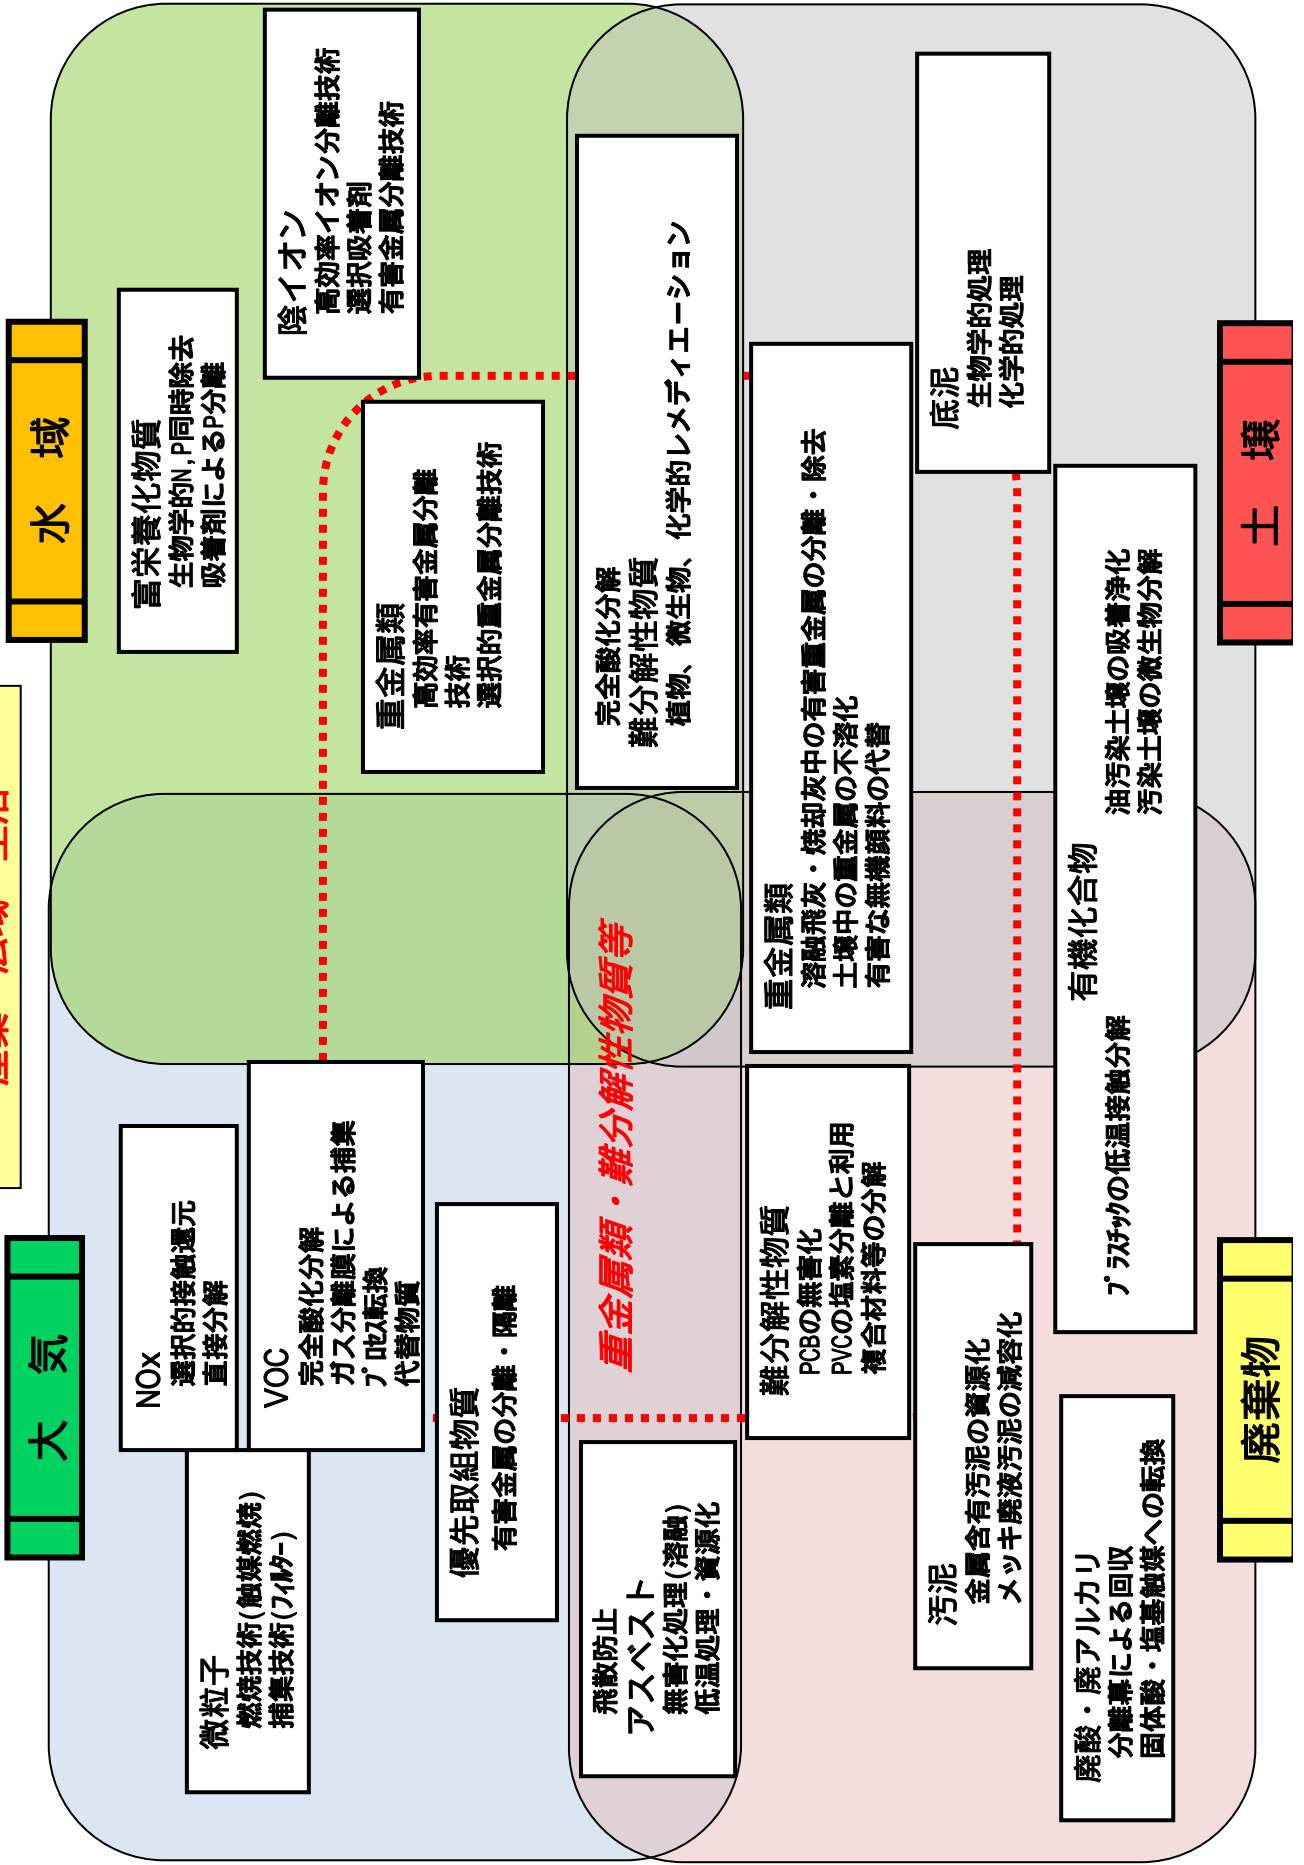 大　気
水　域
NOx
選択的接触還元
直接分解
富栄養化物質
生物学的N,P同時除去
吸着剤によるP分離
微粒子
燃焼技術(触媒燃焼)
捕集技術(ﾌｨﾙﾀｰ)
VOC
完全酸化分解
ガス分離膜による捕集
ﾌﾟﾛｾｽ転換
代替物質
陰イオン
高効率イオン分離技術
選択吸着剤
有害金属分離技術
重金属類
高効率有害金属分離
技術
選択的重金属分離技術
優先取組物質
有害金属の分離・隔離
飛散防止
アスベスト
無害化処理(溶融)
低温処理・資源化
重金属類・難分解性物質等
完全酸化分解
難分解性物質
植物、微生物、化学的レメディエーション
難分解性物質
PCBの無害化
PVCの塩素分離と利用
複合材料等の分解
重金属類
溶融飛灰・焼却灰中の有害重金属の分離・除去
土壌中の重金属の不溶化
有害な無機顔料の代替
汚泥
金属含有汚泥の資源化
メッキ廃液汚泥の減容化
底泥
生物学的処理
化学的処理
廃酸・廃アルカリ
分離幕による回収
固体酸・塩基触媒への転換
有機化合物
ﾌﾟﾗｽﾁｯｸの低温接触分解
油汚染土壌の吸着浄化
汚染土壌の微生物分解
廃棄物
土　壌